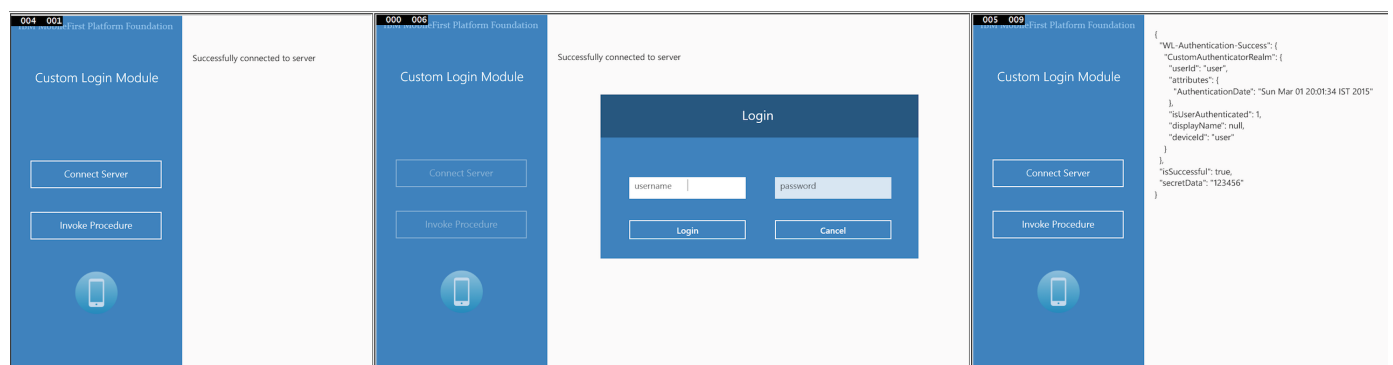 004 001
IBM MobileFirst Platform Foundation
Custom Login Module
Connect Server
Invoke Procedure
Successfully connected to server
000 006
IBM MobileFirst Platform Foundation
Custom Login Module
Connect Server
Invoke Procedure
Successfully connected to server
Login
username
password
Login
Cancel
005 009
IBM MobileFirst Platform Foundation
Custom Login Module
Connect Server
Invoke Procedure
{
"WL-Authentication-Success": {
"CustomAuthenticatorRealm": {
"userId": "user",
"attributes": {
"AuthenticationDate": "Sun Mar 01 20:01:34 IST 2015"
},
"isUserAuthenticated": 1,
"displayName": null,
"deviceId": "user"
}
},
"isSuccessful": true,
"secretData": "123456"
}